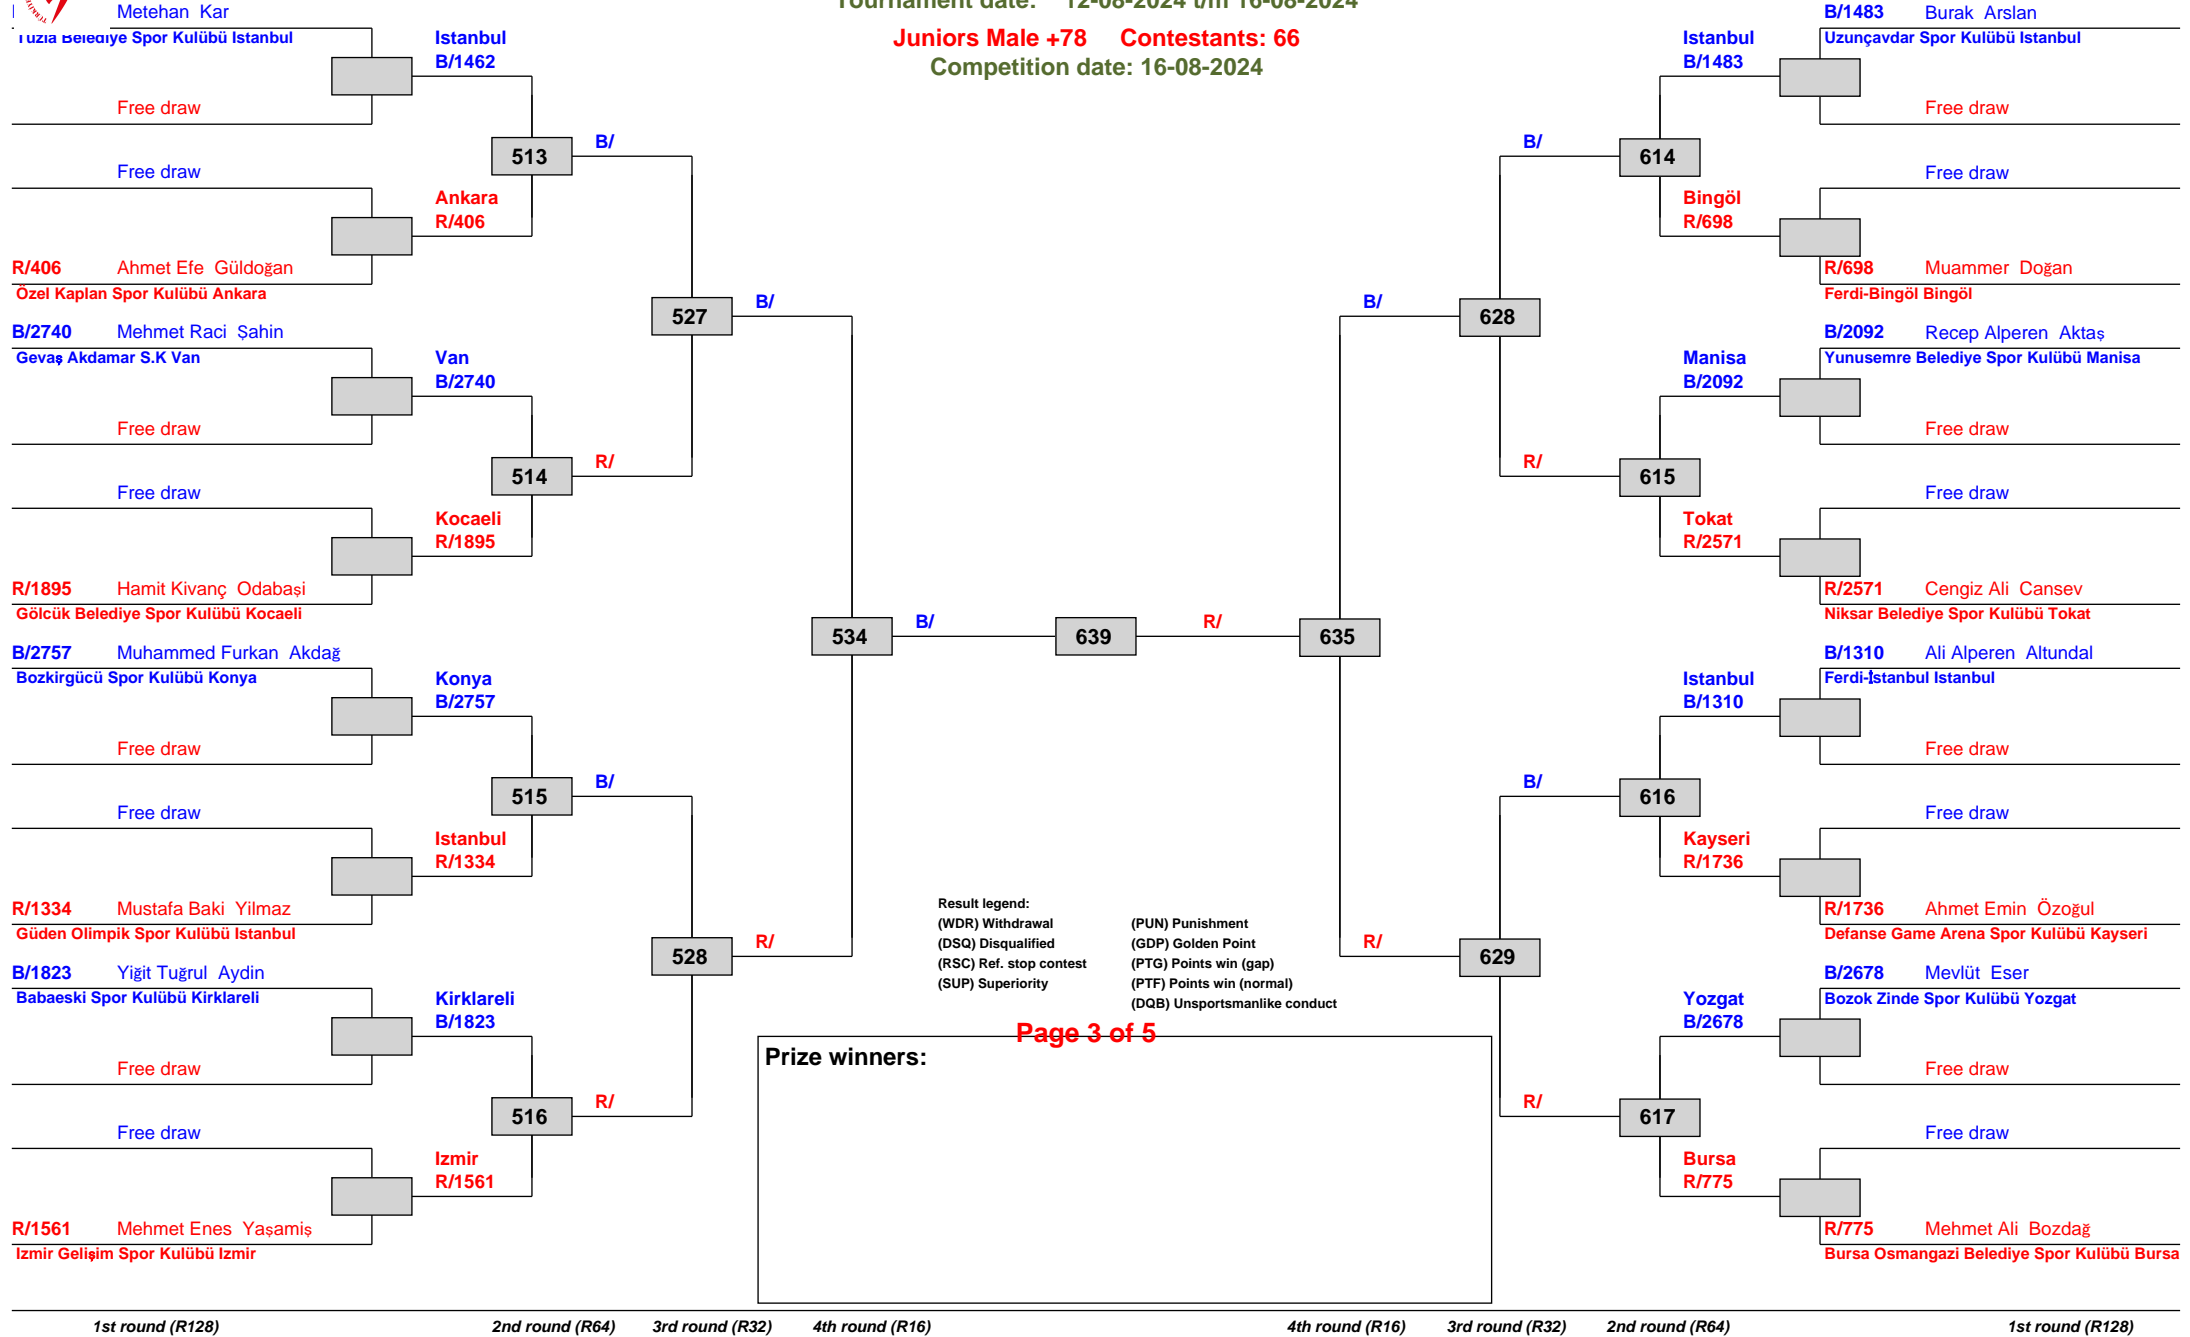 Tournament date: 12-08-2024 t/m 16-08-2024
Juniors Male +78 Contestants: 66
Competition date: 16-08-2024
Metehan Kar
Tuzla Belediye Spor Kulübü Istanbul
Free draw
Free draw
R/406 Ahmet Efe Güldoğan
Özel Kaplan Spor Kulübü Ankara
B/2740 Mehmet Raci Şahin
Gevaş Akdamar S.K Van
Free draw
Free draw
R/1895 Hamit Kivanç Odabaşi
Gölcük Belediye Spor Kulübü Kocaeli
B/2757 Muhammed Furkan Akdağ
Bozkirgücü Spor Kulübü Konya
Free draw
Free draw
R/1334 Mustafa Baki Yilmaz
Güden Olimpik Spor Kulübü Istanbul
B/1823 Yiğit Tuğrul Aydin
Babaeski Spor Kulübü Kirklareli
Free draw
Free draw
R/1561 Mehmet Enes Yaşamiş
Izmir Gelişim Spor Kulübü Izmir
Istanbul
B/1462
513
Ankara
R/406
Van
B/2740
514
Kocaeli
R/1895
Konya
B/2757
515
Istanbul
R/1334
Kirklareli
B/1823
516
Izmir
R/1561
B/
527
R/
B/
528
R/
B/
534
R/
B/
639
R/
B/
635
R/
B/
628
R/
B/
629
R/
Istanbul
B/1483
614
Bingöl
R/698
Manisa
B/2092
615
Tokat
R/2571
Istanbul
B/1310
616
Kayseri
R/1736
Yozgat
B/2678
617
Bursa
R/775
B/1483 Burak Arslan
Uzunçavdar Spor Kulübü Istanbul
Free draw
Free draw
R/698 Muammer Doğan
Ferdi-Bingöl Bingöl
B/2092 Recep Alperen Aktaş
Yunusemre Belediye Spor Kulübü Manisa
Free draw
Free draw
R/2571 Cengiz Ali Cansev
Niksar Belediye Spor Kulübü Tokat
B/1310 Ali Alperen Altundal
Ferdi-İstanbul Istanbul
Free draw
Free draw
R/1736 Ahmet Emin Özoğul
Defanse Game Arena Spor Kulübü Kayseri
B/2678 Mevlüt Eser
Bozok Zinde Spor Kulübü Yozgat
Free draw
Free draw
R/775 Mehmet Ali Bozdağ
Bursa Osmangazi Belediye Spor Kulübü Bursa
Result legend:
(WDR) Withdrawal (PUN) Punishment
(DSQ) Disqualified (GDP) Golden Point
(RSC) Ref. stop contest (PTG) Points win (gap)
(SUP) Superiority (PTF) Points win (normal)
(DQB) Unsportsmanlike conduct
Page 3 of 5
Prize winners:
1st round (R128) 2nd round (R64) 3rd round (R32) 4th round (R16) 4th round (R16) 3rd round (R32) 2nd round (R64) 1st round (R128)